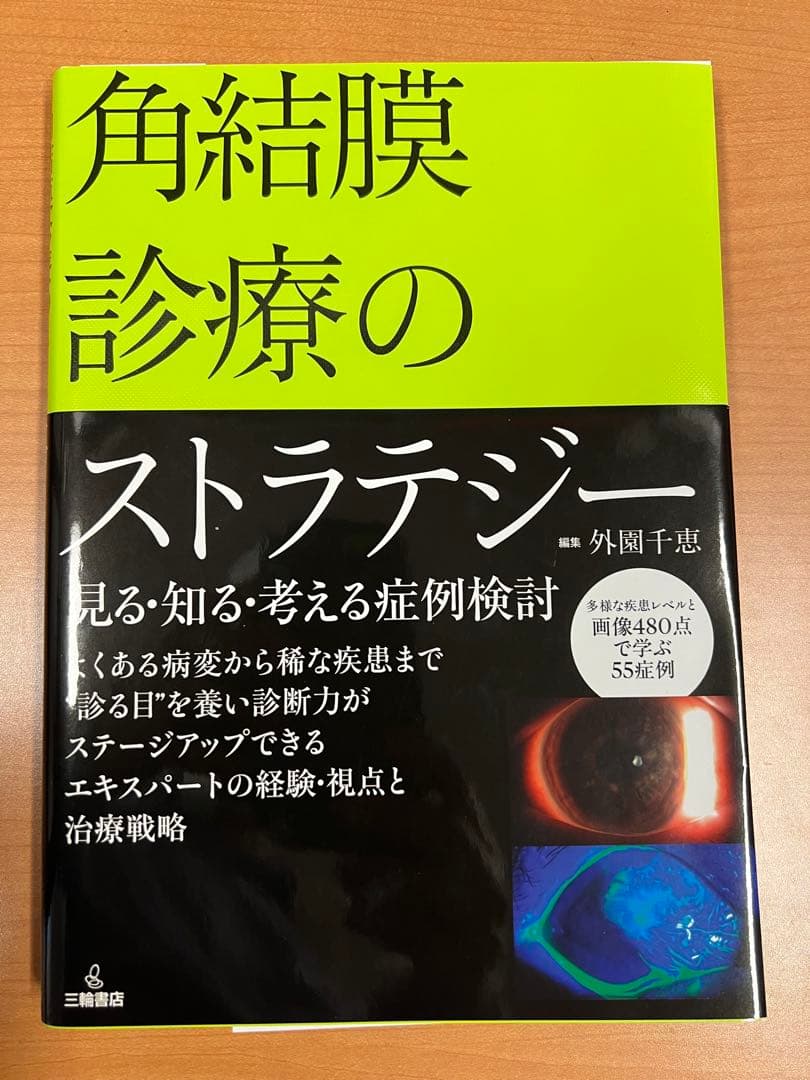 角結膜
診療の
ストラテジー
編集 外園千恵
見る・知る・考える症例検討
多様な疾患レベルと
画像480点
で学ぶ
55症例
よくある病変から稀な疾患まで
“診る目”を養い診断力が
ステージアップできる
エキスパートの経験・視点と
治療戦略
三輪書店